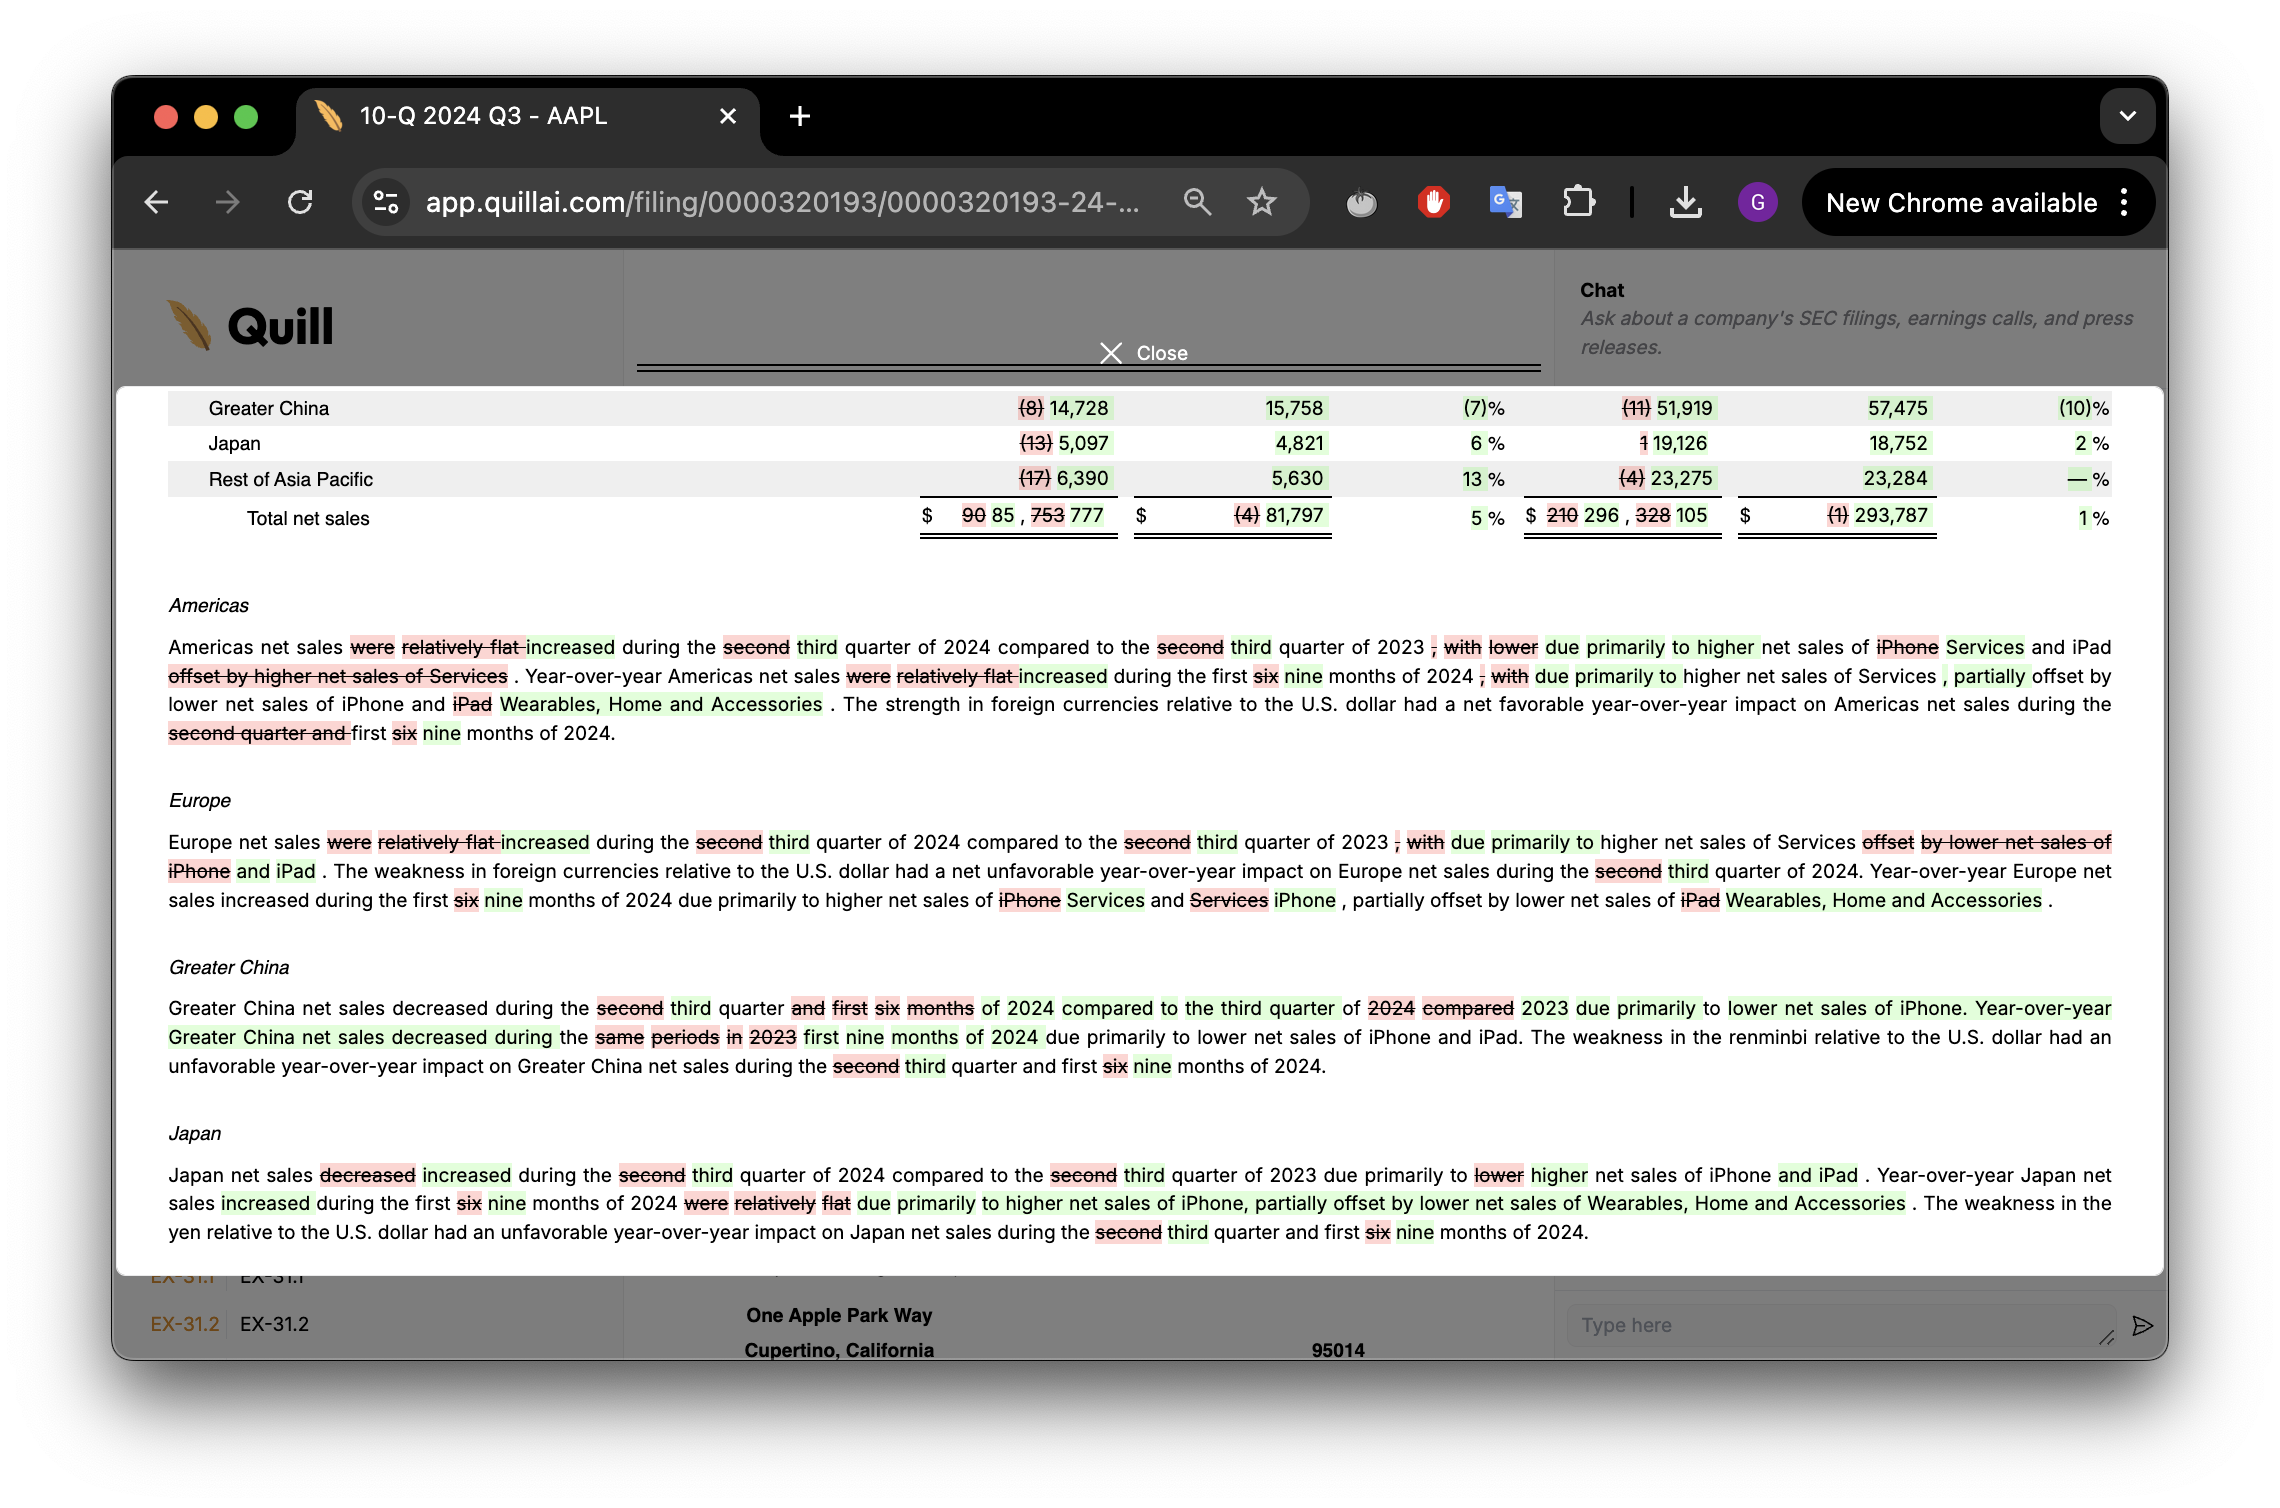 10-Q 2024 Q3 - AAPL
app.quillai.com/filing/0000320193/0000320193-24-...
G
New Chrome available
Quill
Chat
Ask about a company's SEC filings, earnings calls, and press
releases.
Close
Greater China (8) 14,728 15,758 (7)% (11) 51,919 57,475 (10)%
Japan (13) 5,097 4,821 6 % 1 19,126 18,752 2 %
Rest of Asia Pacific (17) 6,390 5,630 13 % (4) 23,275 23,284 — %
Total net sales $ 90 85 , 753 777 $ (4) 81,797 5 % $ 210 296 , 328 105 $ (1) 293,787 1 %
Americas
Americas net sales were relatively flat increased during the second third quarter of 2024 compared to the second third quarter of 2023 , with lower due primarily to higher net sales of iPhone Services and iPad
offset by higher net sales of Services . Year-over-year Americas net sales were relatively flat increased during the first six nine months of 2024 , with due primarily to higher net sales of Services , partially offset by
lower net sales of iPhone and iPad Wearables, Home and Accessories . The strength in foreign currencies relative to the U.S. dollar had a net favorable year-over-year impact on Americas net sales during the
second quarter and first six nine months of 2024.
Europe
Europe net sales were relatively flat increased during the second third quarter of 2024 compared to the second third quarter of 2023 , with due primarily to higher net sales of Services offset by lower net sales of
iPhone and iPad . The weakness in foreign currencies relative to the U.S. dollar had a net unfavorable year-over-year impact on Europe net sales during the second third quarter of 2024. Year-over-year Europe net
sales increased during the first six nine months of 2024 due primarily to higher net sales of iPhone Services and Services iPhone , partially offset by lower net sales of iPad Wearables, Home and Accessories .
Greater China
Greater China net sales decreased during the second third quarter and first six months of 2024 compared to the third quarter of 2024 compared 2023 due primarily to lower net sales of iPhone. Year-over-year
Greater China net sales decreased during the same periods in 2023 first nine months of 2024 due primarily to lower net sales of iPhone and iPad. The weakness in the renminbi relative to the U.S. dollar had an
unfavorable year-over-year impact on Greater China net sales during the second third quarter and first six nine months of 2024.
Japan
Japan net sales decreased increased during the second third quarter of 2024 compared to the second third quarter of 2023 due primarily to lower higher net sales of iPhone and iPad . Year-over-year Japan net
sales increased during the first six nine months of 2024 were relatively flat due primarily to higher net sales of iPhone, partially offset by lower net sales of Wearables, Home and Accessories . The weakness in the
yen relative to the U.S. dollar had an unfavorable year-over-year impact on Japan net sales during the second third quarter and first six nine months of 2024.
EX-31.1 EX-31.1
EX-31.2 EX-31.2
One Apple Park Way
Cupertino, California 95014
Type here